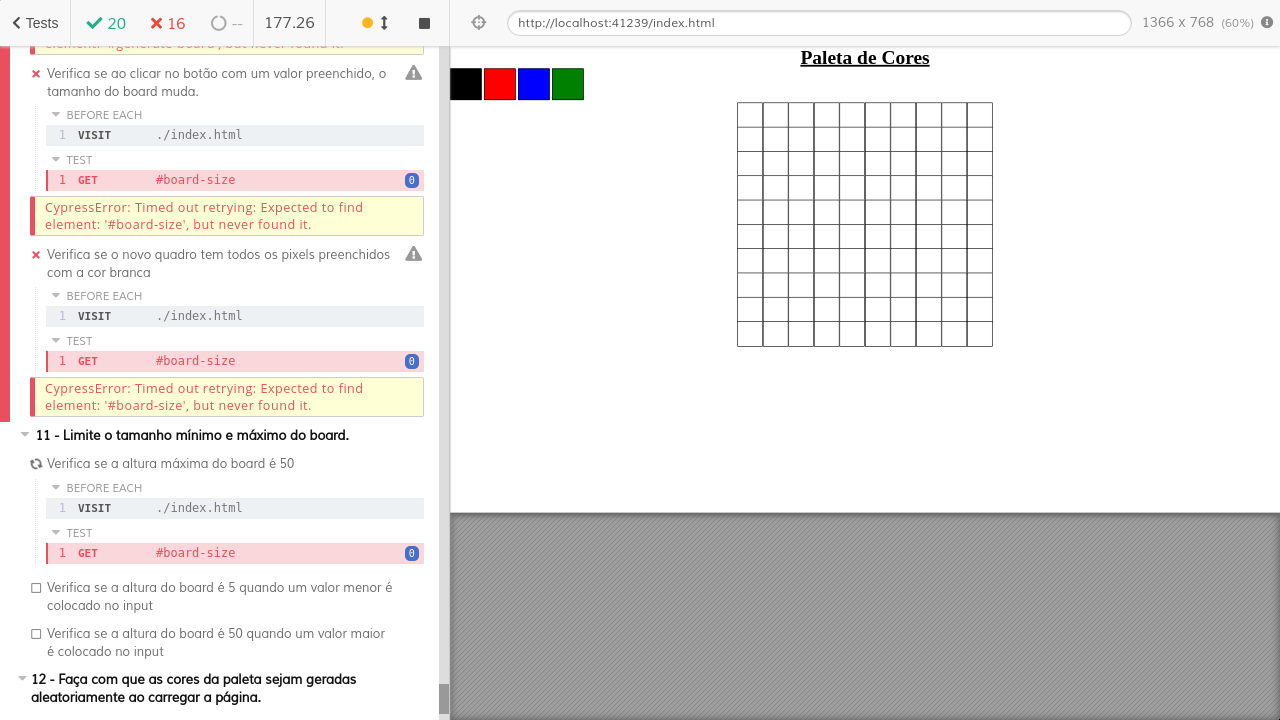 Tests 20 16 -- 177.26 http://localhost:41239/index.html 1366 x 768 (60%)
element: '#generate-board', but never found it.
Verifica se ao clicar no botão com um valor preenchido, o
tamanho do board muda.
BEFORE EACH
1 VISIT ./index.html
TEST
1 GET #board-size 0
CypressError: Timed out retrying: Expected to find
element: '#board-size', but never found it.
Verifica se o novo quadro tem todos os pixels preenchidos
com a cor branca
BEFORE EACH
1 VISIT ./index.html
TEST
1 GET #board-size 0
CypressError: Timed out retrying: Expected to find
element: '#board-size', but never found it.
11 - Limite o tamanho mínimo e máximo do board.
Verifica se a altura máxima do board é 50
BEFORE EACH
1 VISIT ./index.html
TEST
1 GET #board-size 0
Verifica se a altura do board é 5 quando um valor menor é
colocado no input
Verifica se a altura do board é 50 quando um valor maior
é colocado no input
12 - Faça com que as cores da paleta sejam geradas
aleatoriamente ao carregar a página.
Paleta de Cores